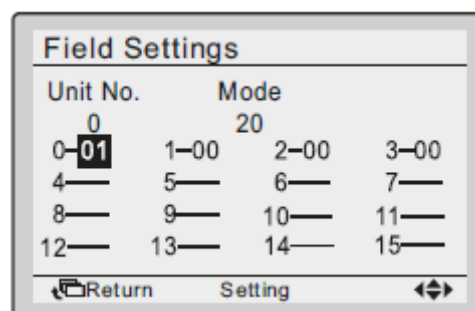 Field Settings
Unit No. Mode
0 20
0-01 1-00 2-00 3-00
4— 5— 6— 7—
8— 9— 10— 11—
12— 13— 14— 15—
Return Setting